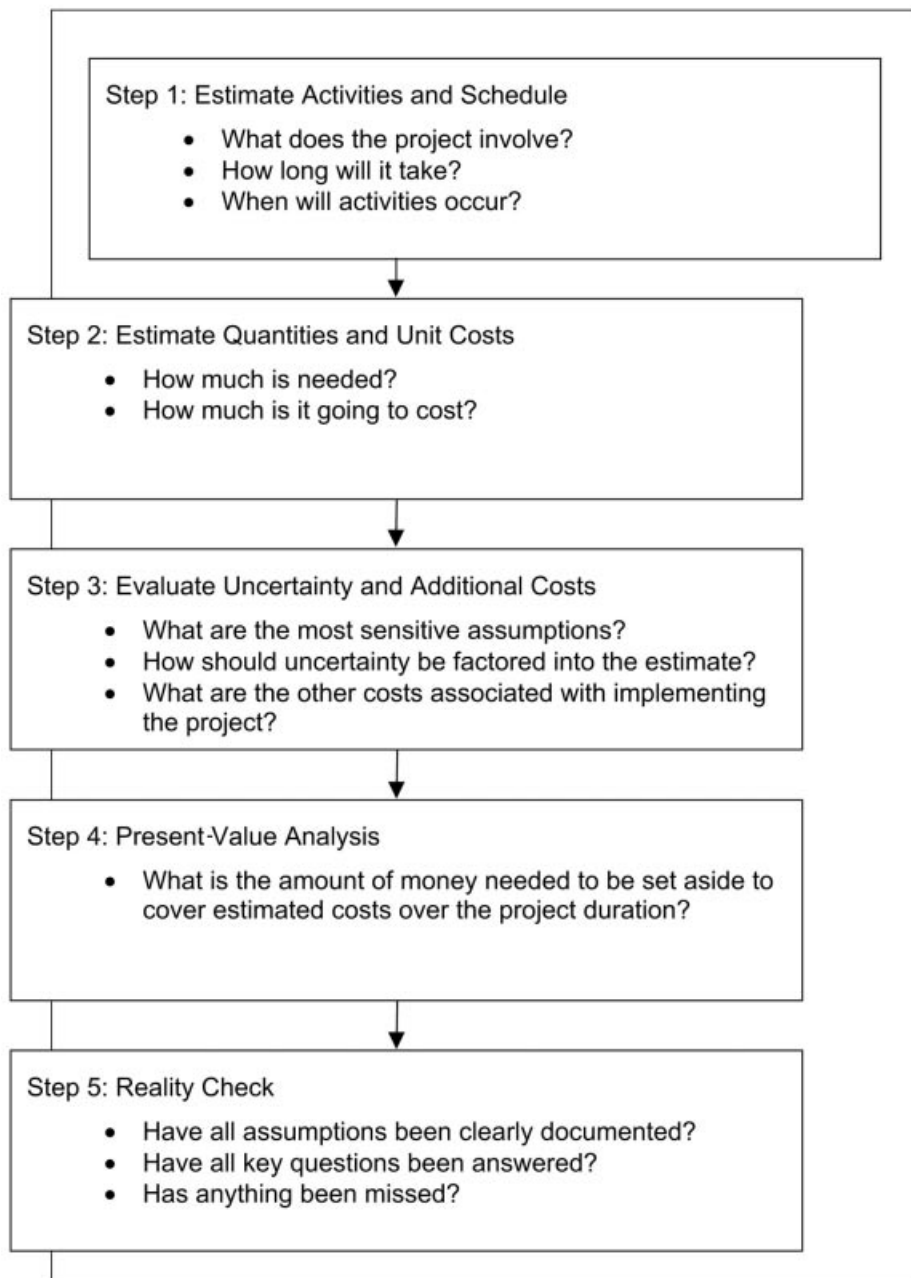 Step 1: Estimate Activities and Schedule
• What does the project involve?
• How long will it take?
• When will activities occur?
Step 2: Estimate Quantities and Unit Costs
• How much is needed?
• How much is it going to cost?
Step 3: Evaluate Uncertainty and Additional Costs
• What are the most sensitive assumptions?
• How should uncertainty be factored into the estimate?
• What are the other costs associated with implementing
the project?
Step 4: Present-Value Analysis
• What is the amount of money needed to be set aside to
cover estimated costs over the project duration?
Step 5: Reality Check
• Have all assumptions been clearly documented?
• Have all key questions been answered?
• Has anything been missed?